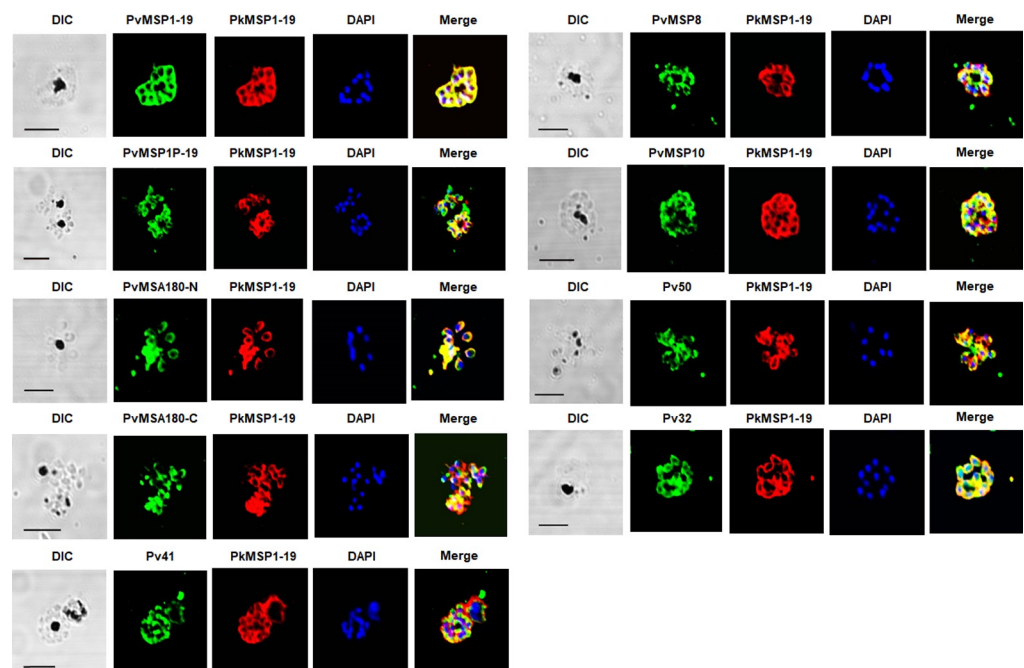 DIC PvMSP1-19 PkMSP1-19 DAPI Merge
DIC PvMSP1P-19 PkMSP1-19 DAPI Merge
DIC PvMSA180-N PkMSP1-19 DAPI Merge
DIC PvMSA180-C PkMSP1-19 DAPI Merge
DIC Pv41 PkMSP1-19 DAPI Merge
DIC PvMSP8 PkMSP1-19 DAPI Merge
DIC PvMSP10 PkMSP1-19 DAPI Merge
DIC Pv50 PkMSP1-19 DAPI Merge
DIC Pv32 PkMSP1-19 DAPI Merge